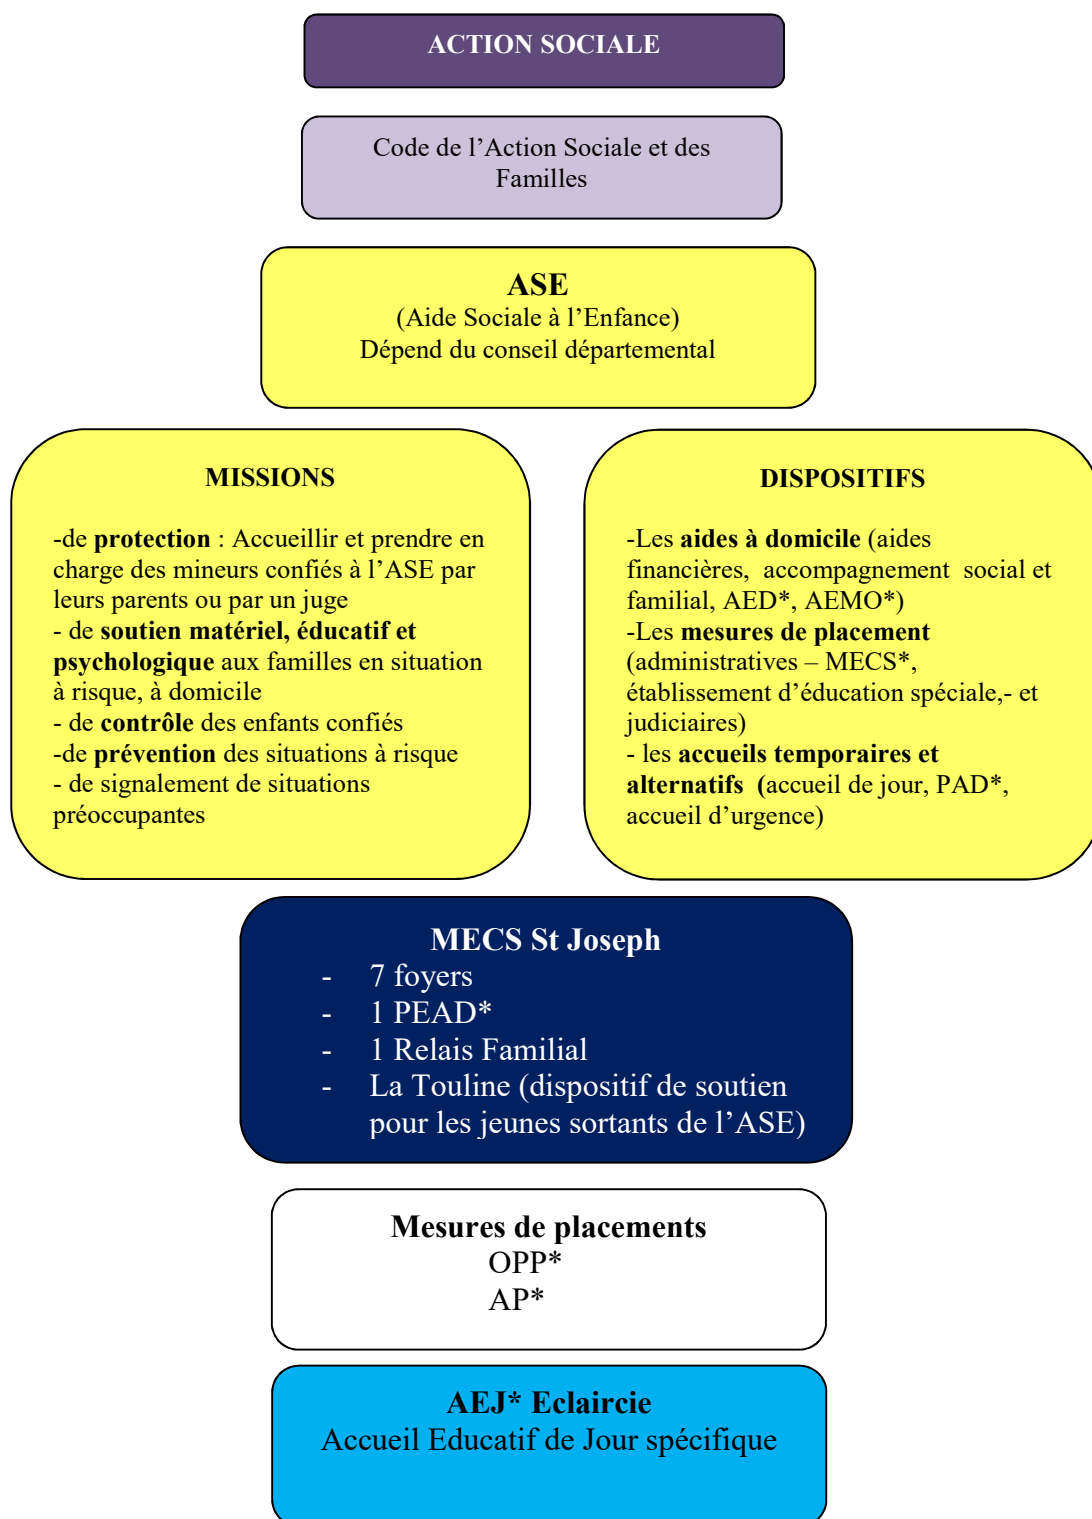 ACTION SOCIALE
Code de l’Action Sociale et des
Familles
ASE
(Aide Sociale à l’Enfance)
Dépend du conseil départemental
MISSIONS
-de protection : Accueillir et prendre en
charge des mineurs confiés à l’ASE par
leurs parents ou par un juge
- de soutien matériel, éducatif et
psychologique aux familles en situation
à risque, à domicile
- de contrôle des enfants confiés
-de prévention des situations à risque
- de signalement de situations
préoccupantes
DISPOSITIFS
-Les aides à domicile (aides
financières, accompagnement social et
familial, AED*, AEMO*)
-Les mesures de placement
(administratives – MECS*,
établissement d’éducation spéciale,- et
judiciaires)
- les accueils temporaires et
alternatifs (accueil de jour, PAD*,
accueil d’urgence)
MECS St Joseph
- 7 foyers
- 1 PEAD*
- 1 Relais Familial
- La Touline (dispositif de soutien
pour les jeunes sortants de l’ASE)
Mesures de placements
OPP*
AP*
AEJ* Eclaircie
Accueil Educatif de Jour spécifique